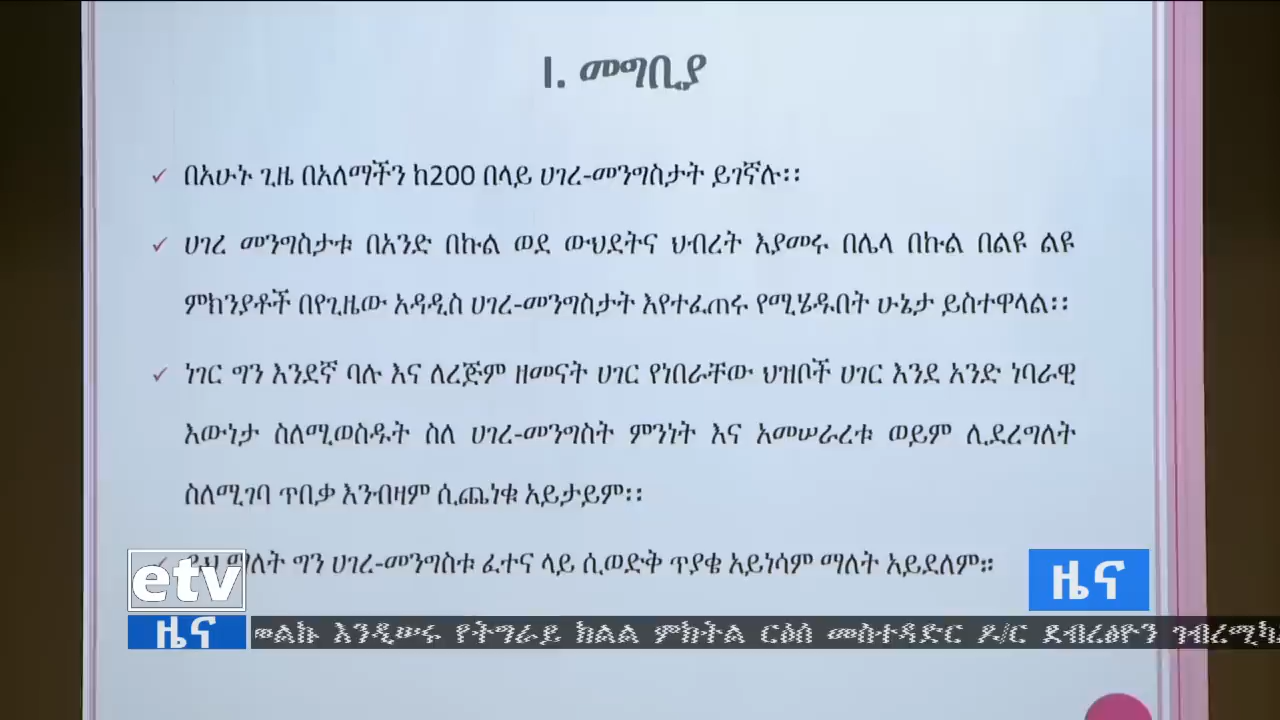 I. መግቢያ
✓ በአሁኑ ጊዜ በአለማችን ከ200 በላይ ሀገረ-መንግስታት ይገኛሉ፡፡
✓ ሀገረ መንግስታቱ በአንድ በኩል ወደ ውህደትና ህብረት እያመሩ በሌላ በኩል በልዩ ልዩ
ምክንያቶች በየጊዜው አዳዲስ ሀገረ-መንግስታት እየተፈጠሩ የሚሄዱበት ሁኔታ ይስተዋላል፡፡
✓ ነገር ግን እንደኛ ባሉ እና ለረጅም ዘመናት ሀገር የነበራቸው ህዝቦች ሀገር እንደ አንድ ነባራዊ
እውነታ ስለሚወስዱት ስለ ሀገረ-መንግስት ምንነት እና አመሠራረቱ ወይም ሊደረግለት
ስለሚገባ ጥበቃ እንብዛም ሲጨነቁ አይታይም፡፡
✓ ማለት ግን ሀገረ-መንግስቱ ፈተና ላይ ሲወድቅ ጥያቄ አይነሳም ማለት አይደለም።
etv
ዜና
ዜና
መልኩ እንዲሠሩ የትግራይ ክልል ምክትል ርዕሰ መስተዳድር ዶ/ር ደብረፅዮን